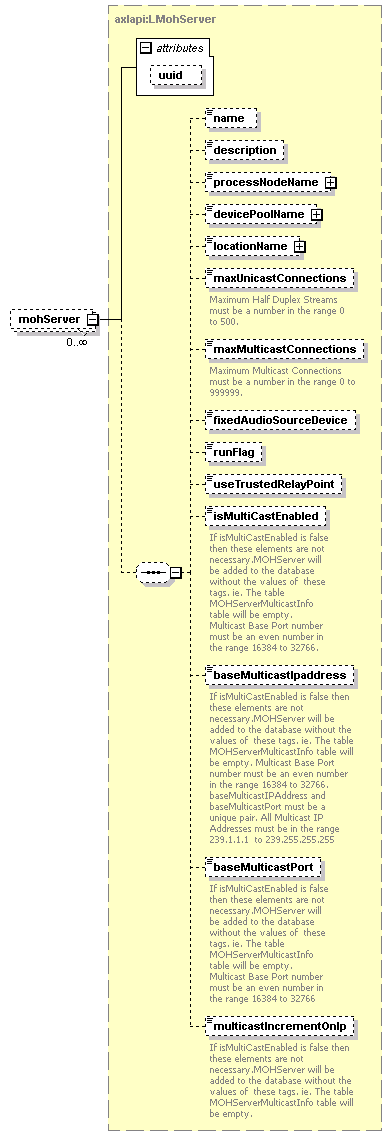 axlapi:LMohServer
attributes
uuid
name
description
processNodeName
devicePoolName
locationName
maxUnicastConnections
Maximum Half Duplex Streams
must be a number in the range 0
to 500.
mohServer
0..∞
maxMulticastConnections
Maximum Multicast Connections
must be a number in the range 0 to
999999.
fixedAudioSourceDevice
runFlag
useTrustedRelayPoint
isMultiCastEnabled
If isMultiCastEnabled is false
then these elements are not
necessary.MOHServer will
be added to the database
without the values of these
tags. ie. The table
MOHServerMulticastInfo
table will be empty.
Multicast Base Port number
must be an even number in
the range 16384 to 32766.
baseMulticastIpaddress
If isMultiCastEnabled is false then
these elements are not
necessary.MOHServer will be
added to the database without the
values of these tags. ie. The table
MOHServerMulticastInfo table will
be empty. Multicast Base Port
number must be an even number
in the range 16384 to 32766.
baseMulticastIPAddress and
baseMulticastPort must be a
unique pair. All Multicast IP
Addresses must be in the range
239.1.1.1 to 239.255.255.255
baseMulticastPort
If isMultiCastEnabled is false
then these elements are not
necessary.MOHServer will
be added to the database
without the values of these
tags. ie. The table
MOHServerMulticastInfo
table will be empty.
Multicast Base Port number
must be an even number in
the range 16384 to 32766
multicastIncrementOnIp
If isMultiCastEnabled is false then
these elements are not
necessary.MOHServer will be
added to the database without the
values of these tags. ie. The table
MOHServerMulticastInfo table will
be empty.